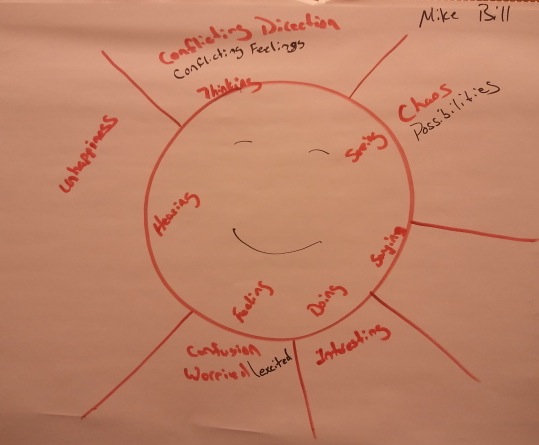 Mike Bill
Conflicting Direction
Conflicting Feelings
Thinking
Chaos
Possibilities
Seeing
Unhappiness
Hearing
Saying
Feeling
Doing
Confusion
Worried/excited
Interesting